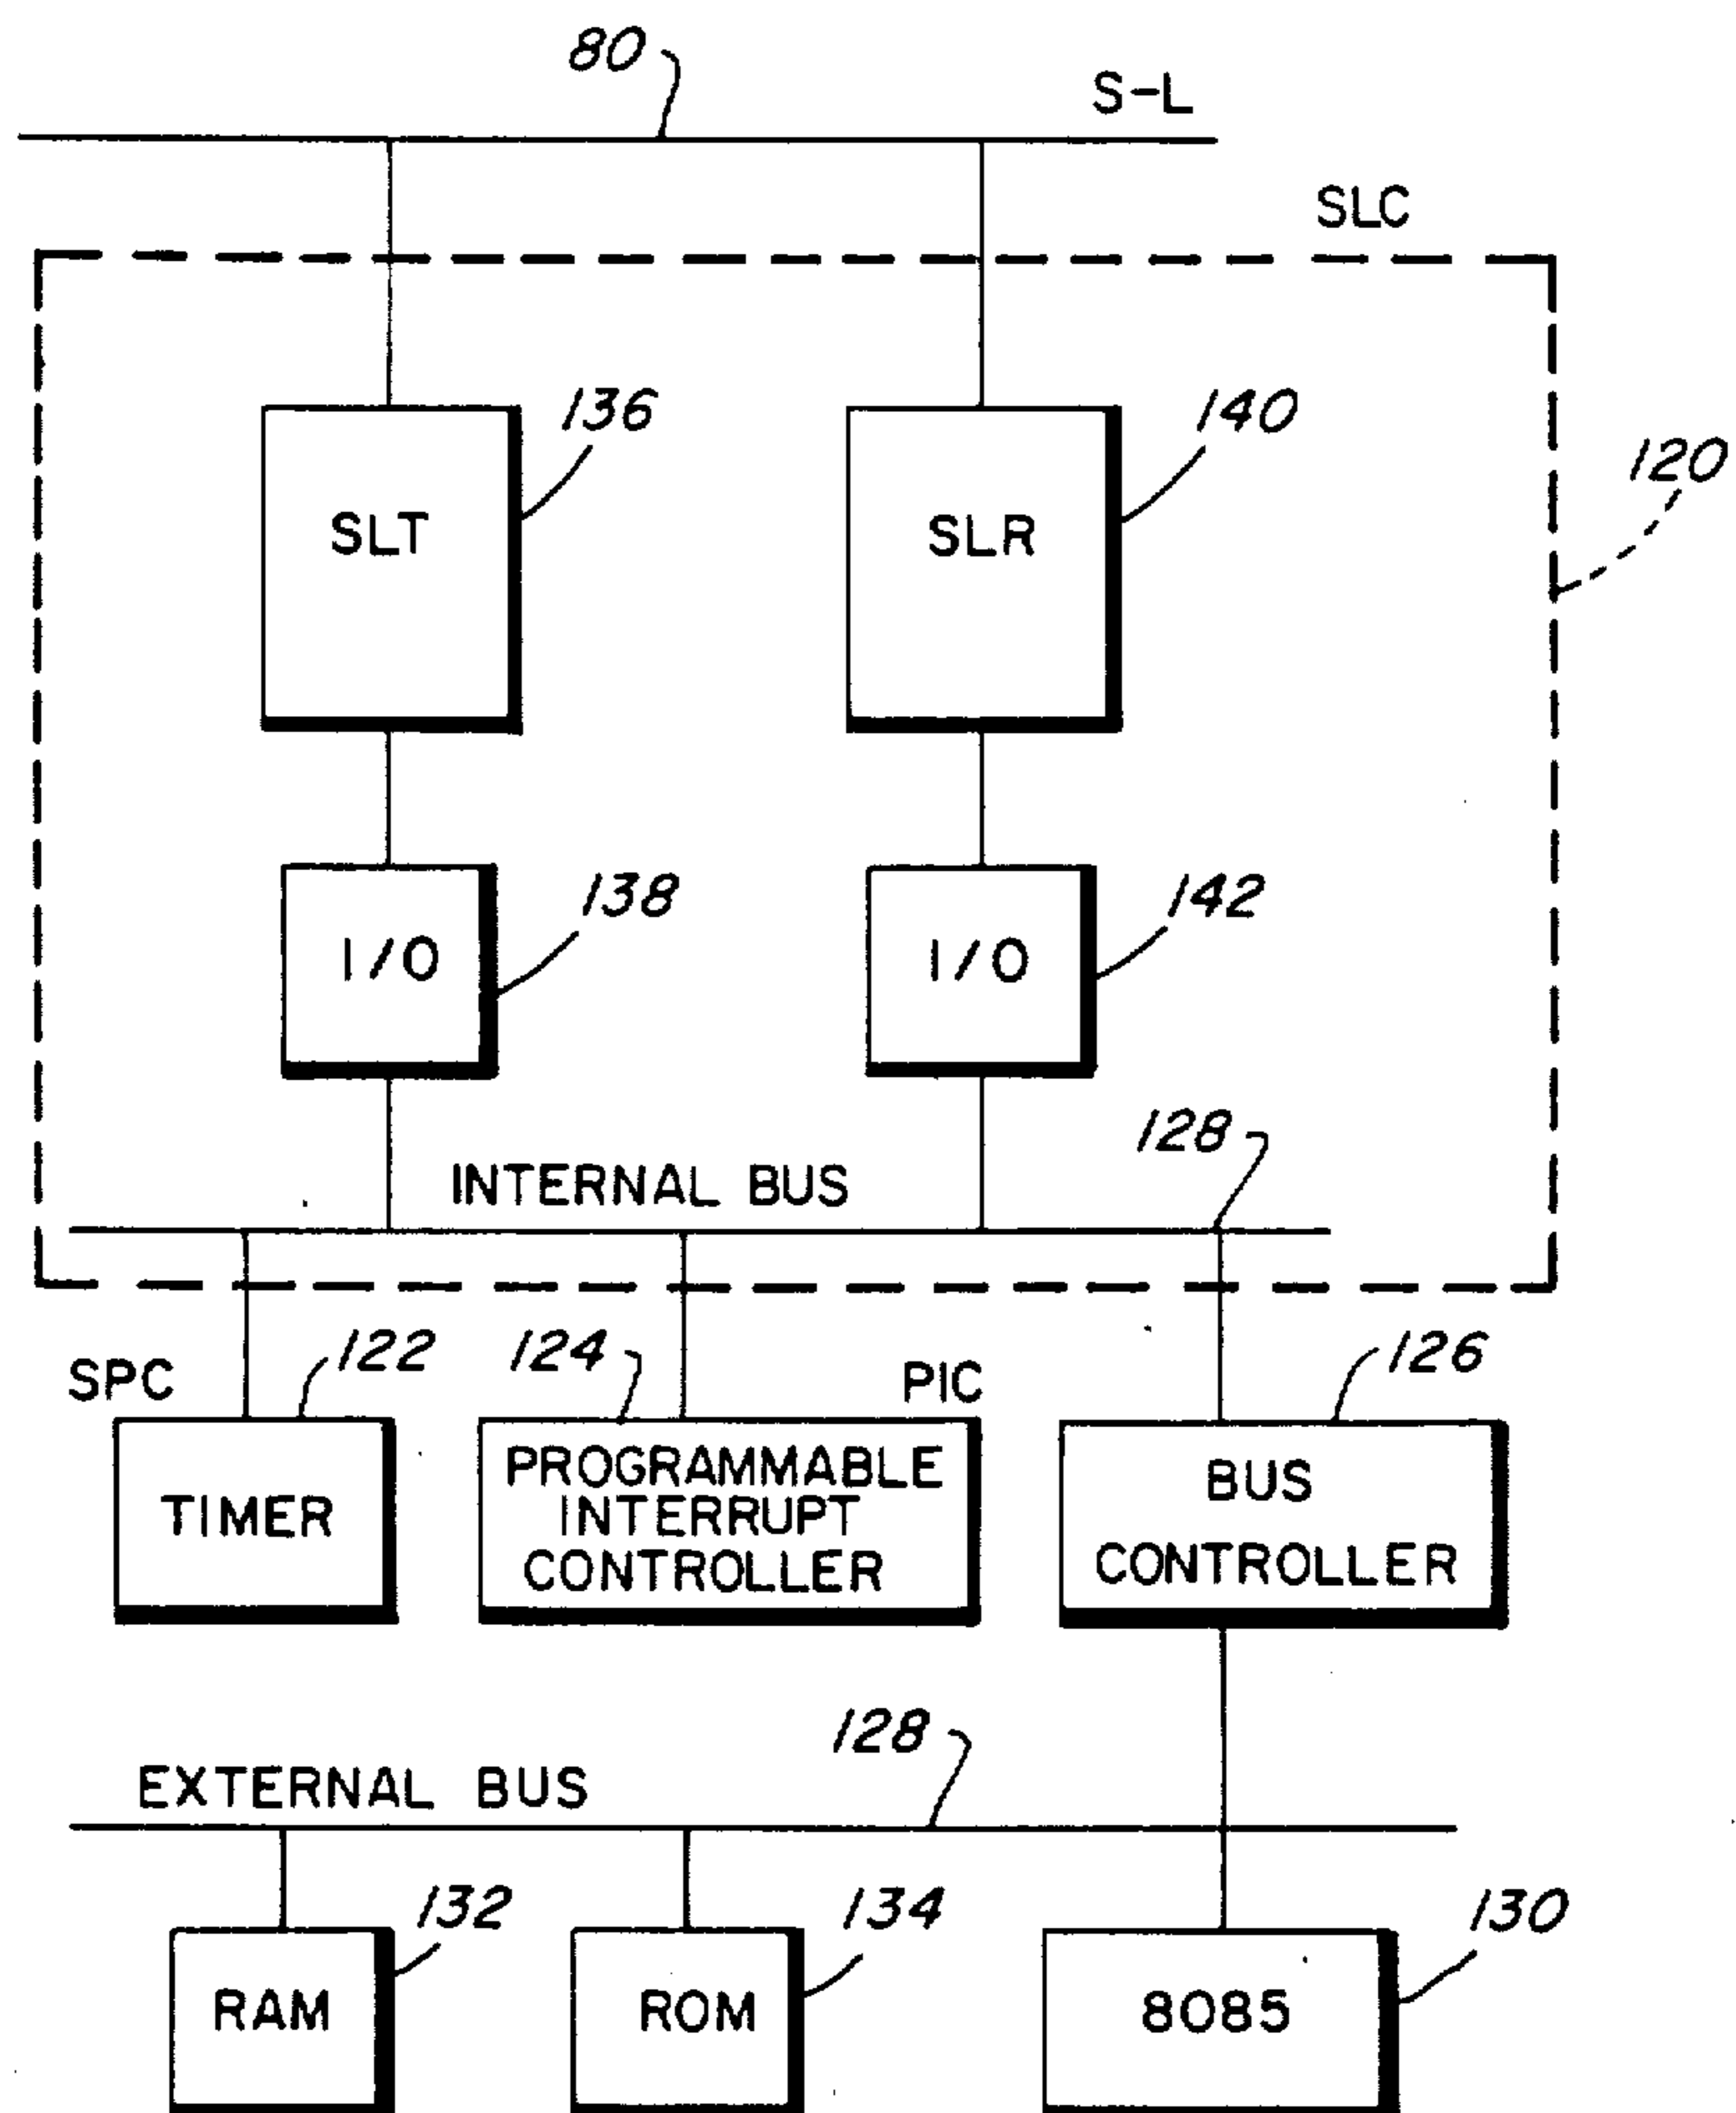 80
S-L
SLC
136
140
120
SLT
SLR
138
142
I/O
I/O
128
INTERNAL BUS
SPC
122
124
PIC
126
TIMER
PROGRAMMABLE
INTERRUPT
CONTROLLER
BUS
CONTROLLER
128
EXTERNAL BUS
132
134
130
RAM
ROM
8085